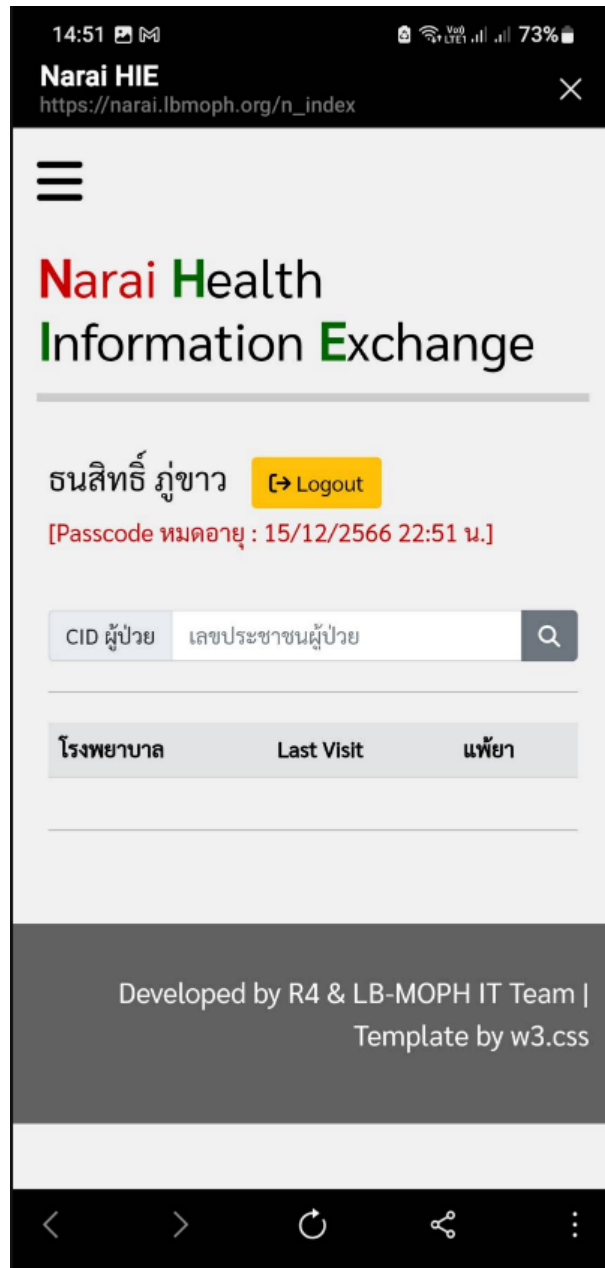 14:51 73%
Narai HIE
https://narai.lbmoph.org/n_index
Narai Health
Information Exchange
ธนสิทธิ์ ภู่ขาว Logout
[Passcode หมดอายุ : 15/12/2566 22:51 น.]
CID ผู้ป่วย เลขประชาชนผู้ป่วย
โรงพยาบาล Last Visit แพ้ยา
Developed by R4 & LB-MOPH IT Team |
Template by w3.css